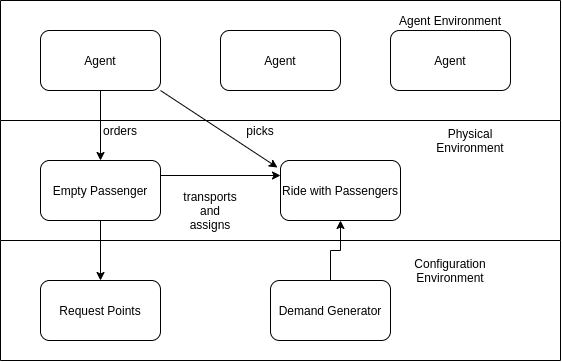 Agent Environment
Agent
Agent
Agent
orders
picks
Physical
Environment
Empty Passenger
Ride with Passengers
transports
and
assigns
Configuration
Environment
Request Points
Demand Generator